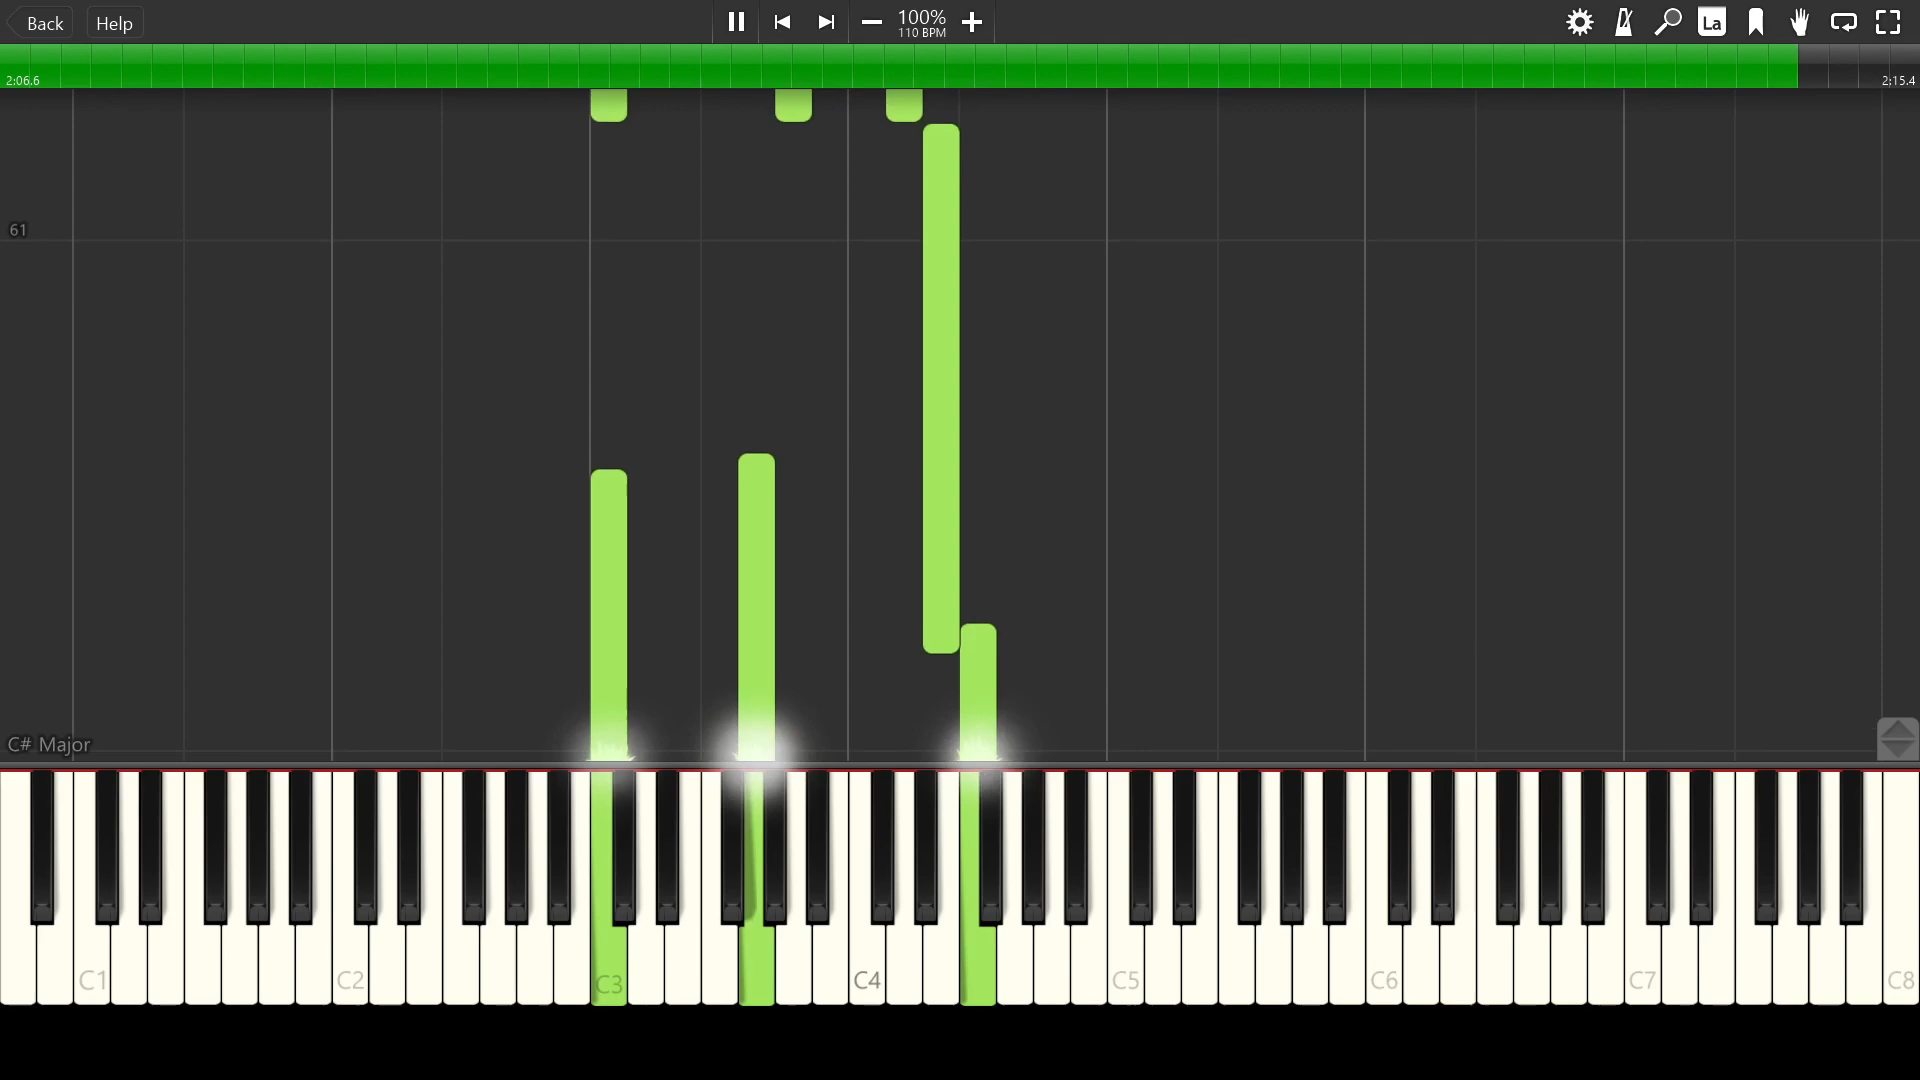 Back
Help
100%
110 BPM
La
2:06.6
2:15.4
61
C# Major
C1
C2
C3
C4
C5
C6
C7
C8